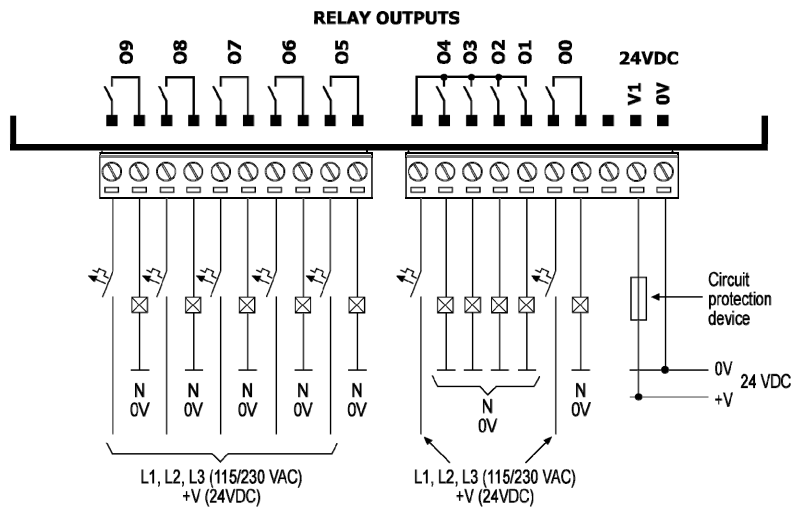 RELAY OUTPUTS
O9 O8 O7 O6 O5 O4 O3 O2 O1 O0 24VDC
V1 0V
Circuit
protection
device
0V
24 VDC
+V
N N N N N
0V 0V 0V 0V 0V
N
0V
N
0V
L1, L2, L3 (115/230 VAC)
+V (24VDC)
L1, L2, L3 (115/230 VAC)
+V (24VDC)